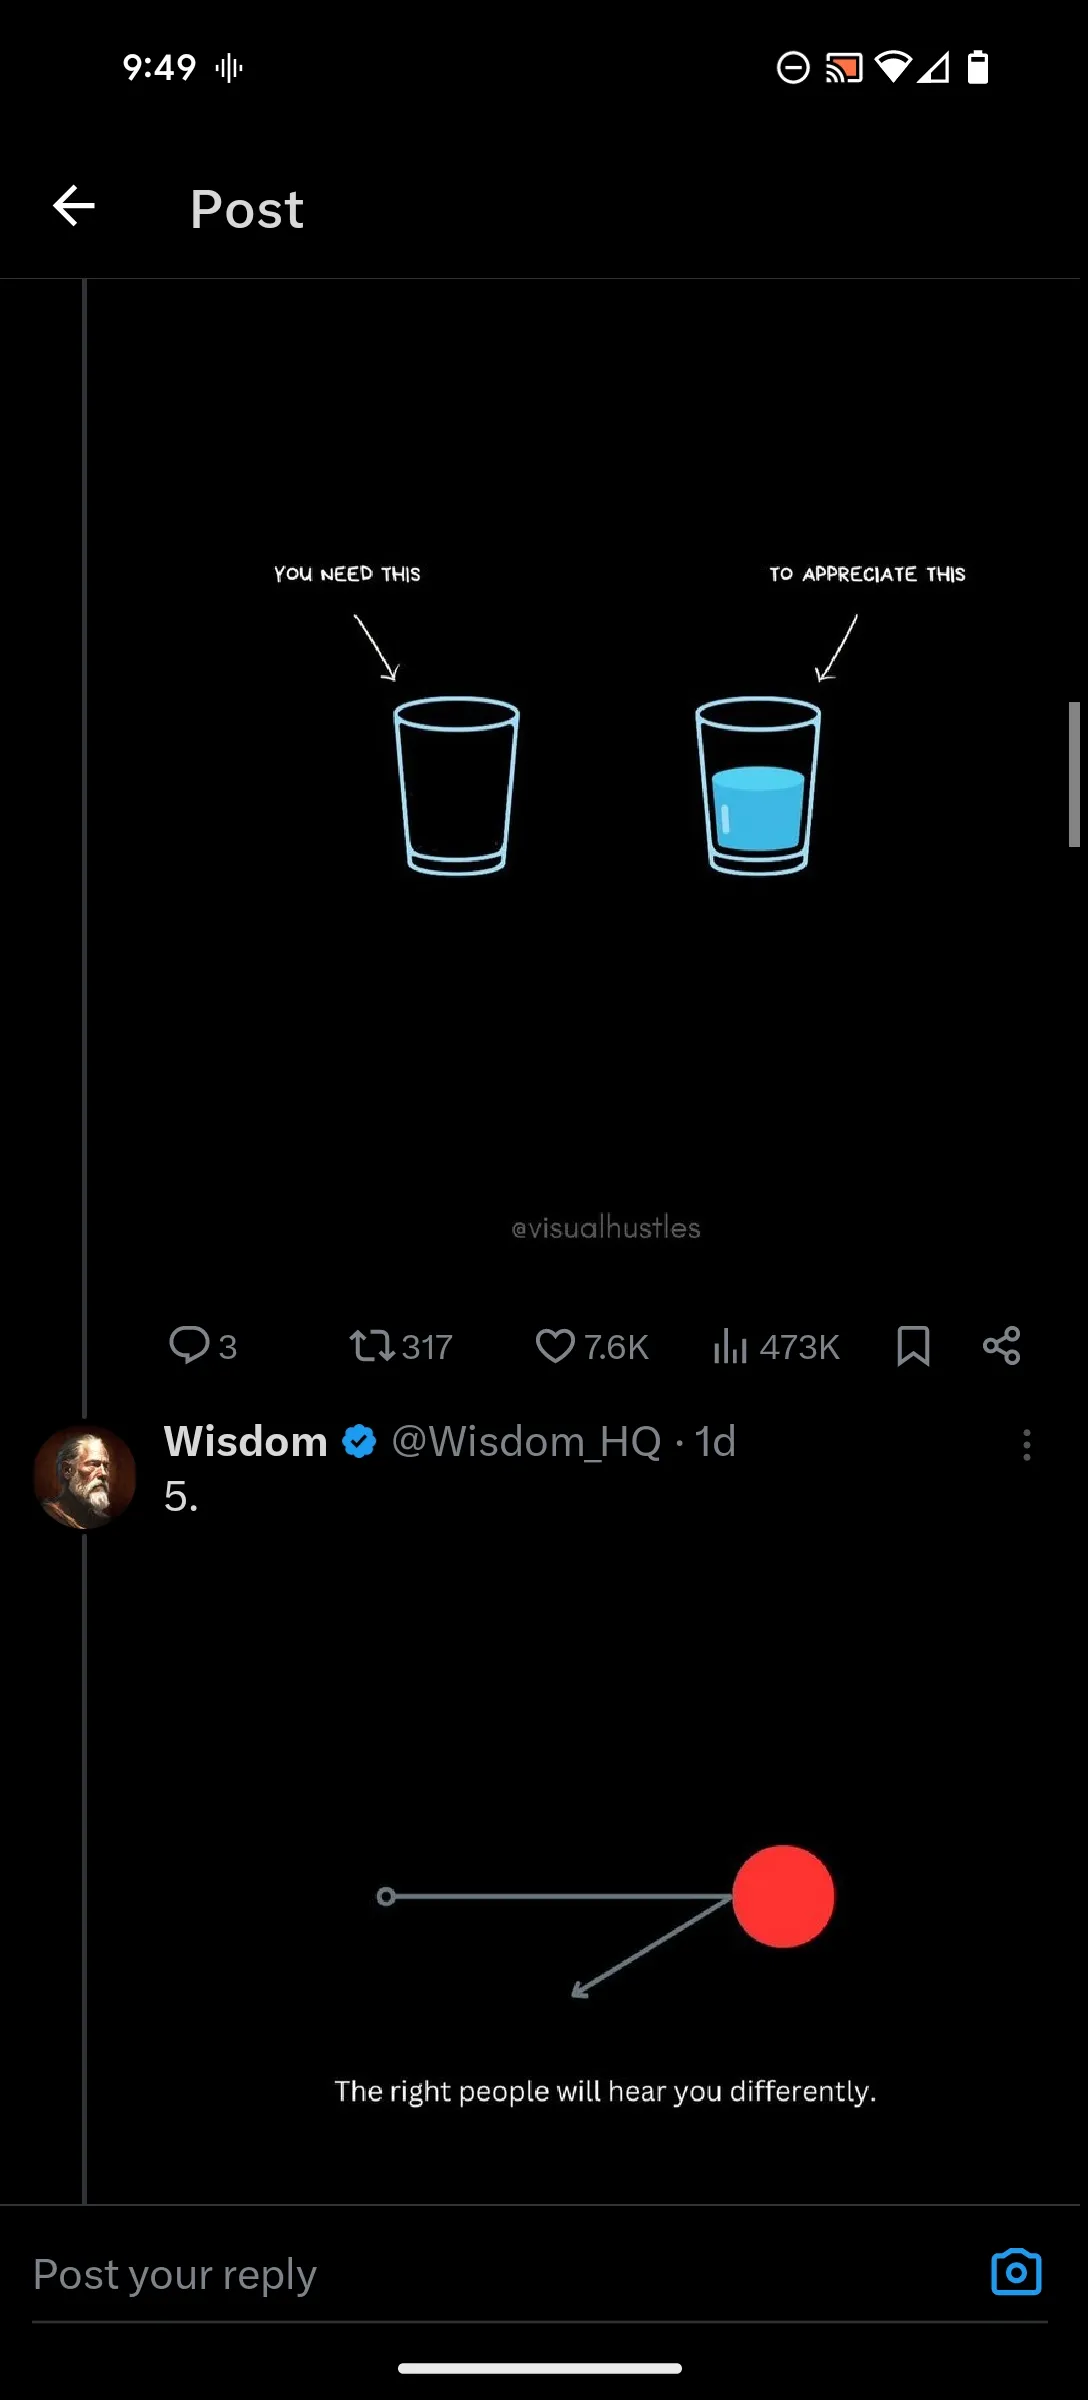 9:49
Post
YOU NEED THIS
TO APPRECIATE THIS
@visualhustles
3 317 7.6K 473K
Wisdom @Wisdom_HQ · 1d
5.
The right people will hear you differently.
Post your reply